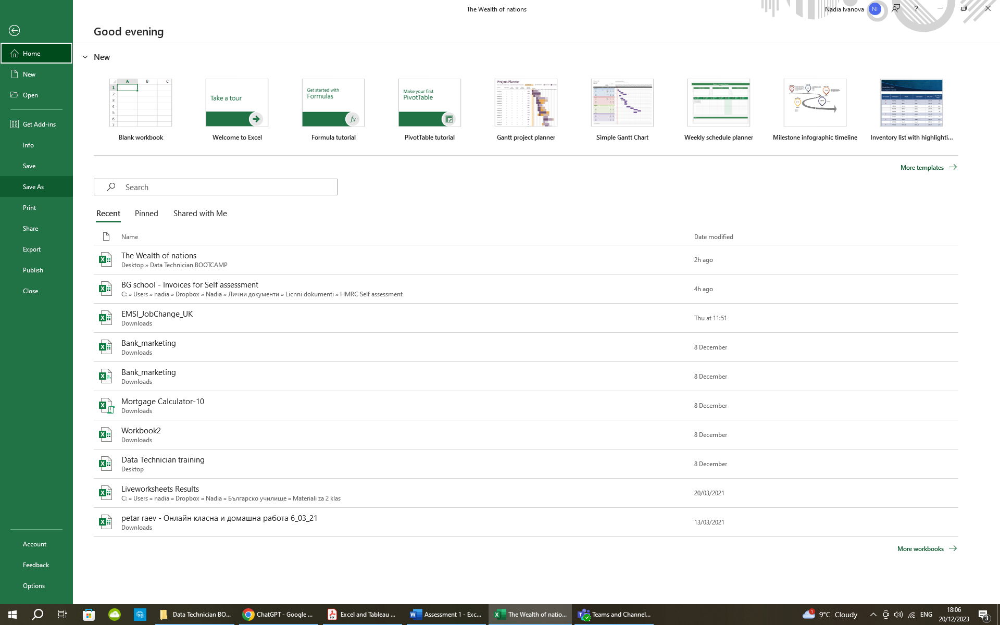 The Wealth of nations
Nadia Ivanova NI ?
Good evening
Home
New
Open
Get Add-ins
Info
Save
Save As
Print
Share
Export
Publish
Close
Account
Feedback
Options
New
A B C
1
2
3
4
5
6
7
Blank workbook
Take a tour
Welcome to Excel
Get started with
Formulas
fx
Formula tutorial
Make your first
PivotTable
PivotTable tutorial
Project Planner
Gantt project planner
Simple Gantt Chart
Weekly schedule planner
Milestone infographic timeline
Inventory list with highlighti...
More templates
Search
Recent Pinned Shared with Me
Name Date modified
The Wealth of nations
Desktop » Data Technician BOOTCAMP
2h ago
BG school - Invoices for Self assessment
C: » Users » nadia » Dropbox » Nadia » Лични документи » Licnni dokumenti » HMRC Self assessment
4h ago
EMSI_JobChange_UK
Downloads
Thu at 11:51
Bank_marketing
Downloads
8 December
Bank_marketing
Downloads
8 December
Mortgage Calculator-10
Downloads
8 December
Workbook2
Downloads
8 December
Data Technician training
Desktop
8 December
Liveworksheets Results
C: » Users » nadia » Dropbox » Nadia » Българско училище » Materiali za 2 klas
20/03/2021
petar raev - Онлайн класна и домашна работа 6_03_21
Downloads
13/03/2021
More workbooks
Data Technician BO...
ChatGPT - Google ...
Excel and Tableau ...
Assessment 1 - Exc...
The Wealth of natio...
Teams and Channel...
1
9°C Cloudy
ENG
18:06
20/12/2023
3